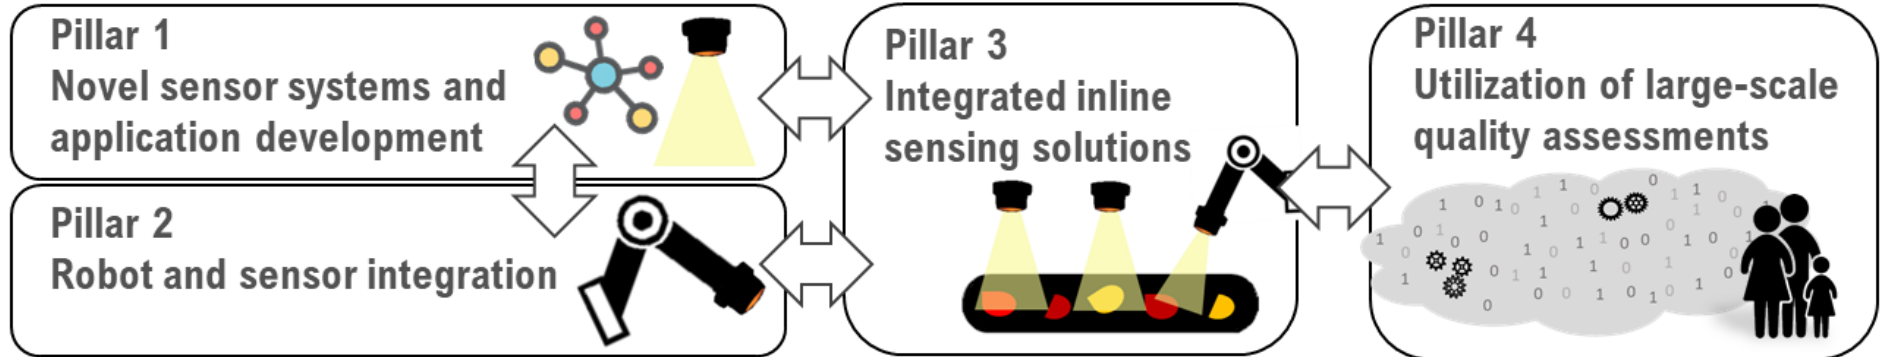 Pillar 1
Novel sensor systems and
application development
Pillar 2
Robot and sensor integration
Pillar 3
Integrated inline
sensing solutions
Pillar 4
Utilization of large-scale
quality assessments